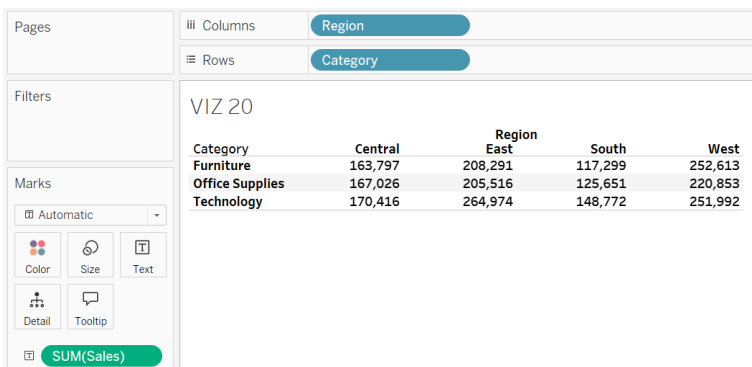 Pages
Columns Region
Rows Category
Filters
VIZ 20
Region
Category Central East South West
Furniture 163,797 208,291 117,299 252,613
Office Supplies 167,026 205,516 125,651 220,853
Technology 170,416 264,974 148,772 251,992
Marks
T Automatic
Color Size T Text
Detail Tooltip
T SUM(Sales)